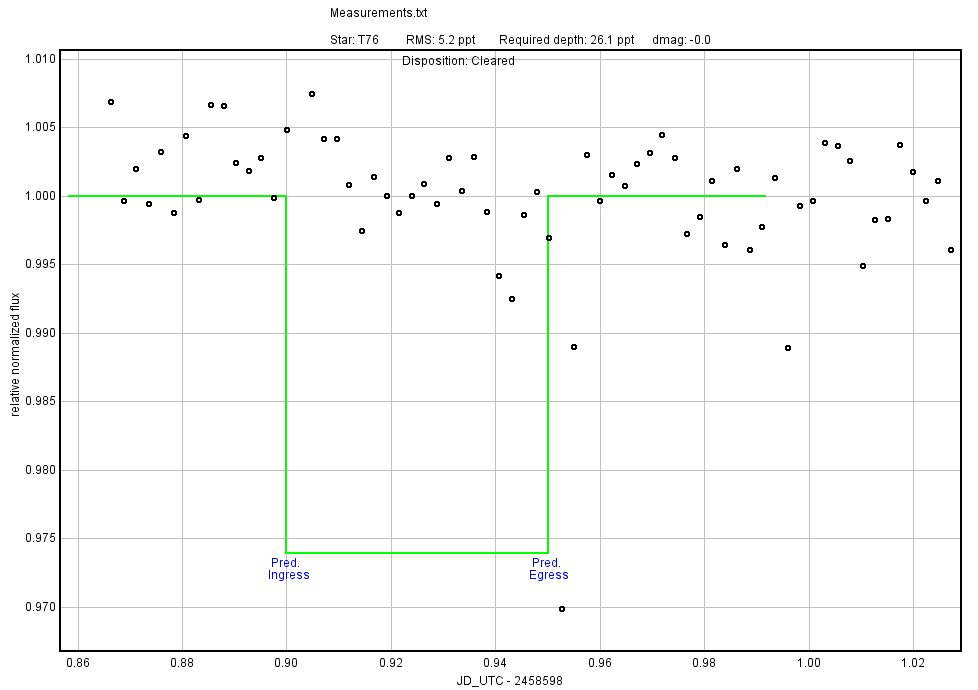 Measurements.txt
Star: T76 RMS: 5.2 ppt Required depth: 26.1 ppt dmag: -0.0
Disposition: Cleared
1.010
1.005
1.000
0.995
0.990
0.985
0.980
0.975
0.970
relative normalized flux
Pred.
Ingress
Pred.
Egress
0.86 0.88 0.90 0.92 0.94 0.96 0.98 1.00 1.02
JD_UTC - 2458598